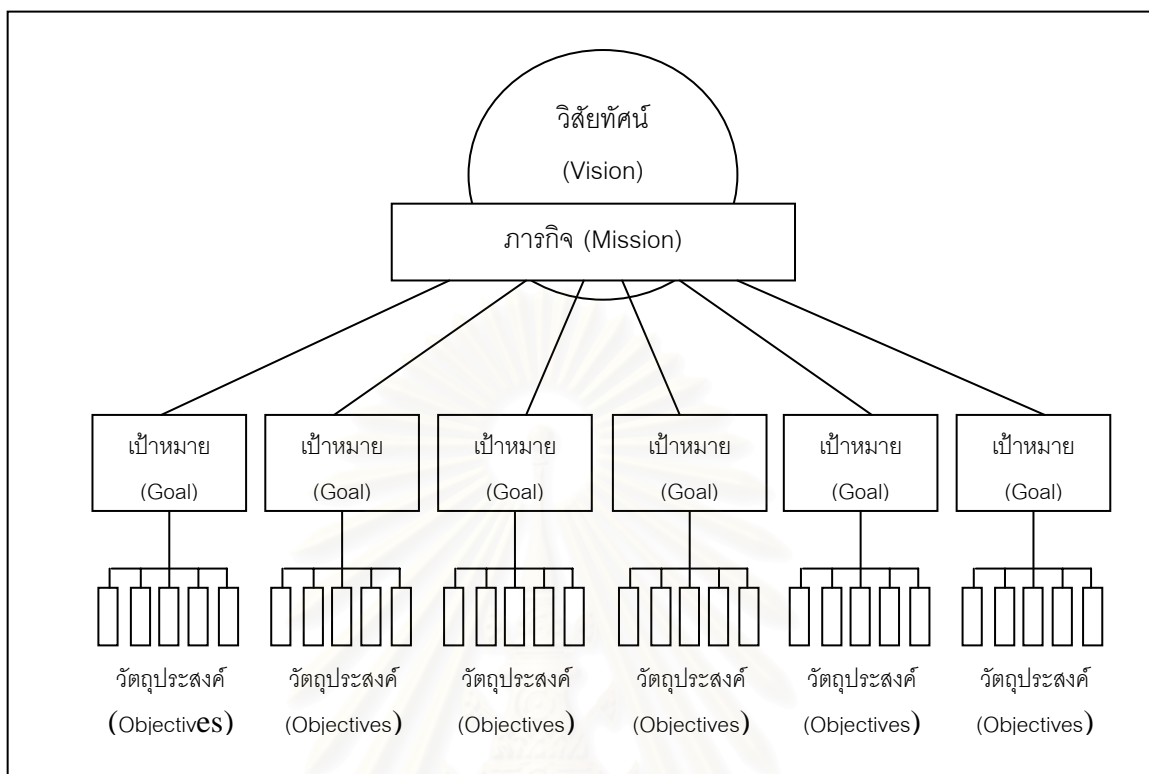 วิสัยทัศน์
(Vision)
ภารกิจ (Mission)
เป้าหมาย เป้าหมาย เป้าหมาย เป้าหมาย เป้าหมาย เป้าหมาย
(Goal) (Goal) (Goal) (Goal) (Goal) (Goal)
วัตถุประสงค์ วัตถุประสงค์ วัตถุประสงค์ วัตถุประสงค์ วัตถุประสงค์ วัตถุประสงค์
(Objectives) (Objectives) (Objectives) (Objectives) (Objectives) (Objectives)